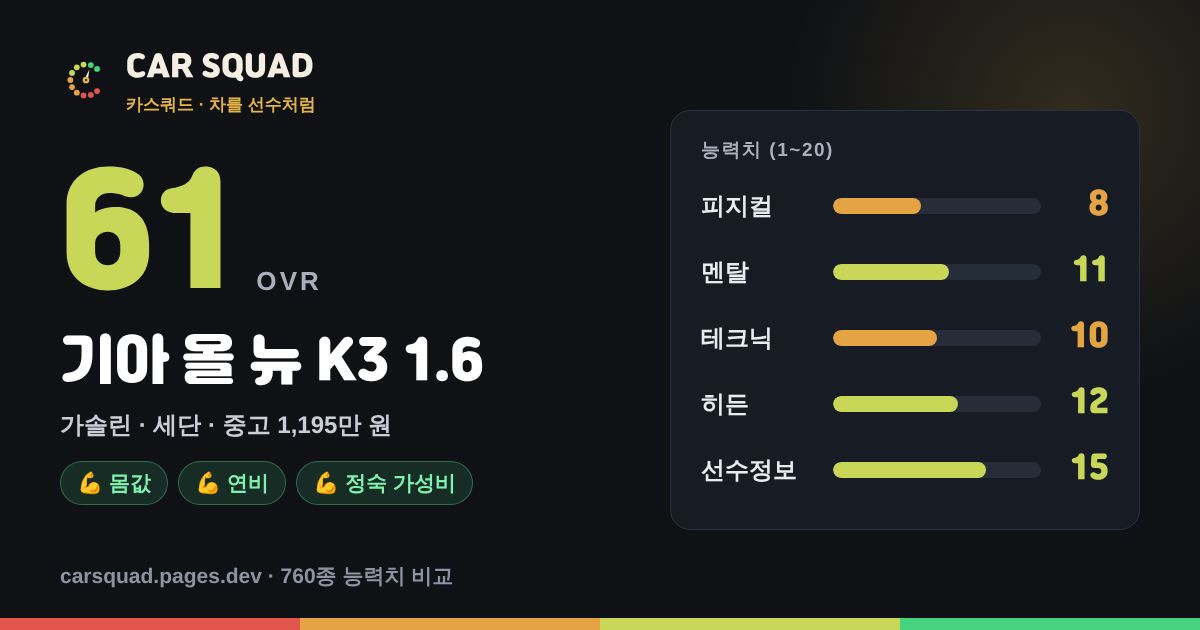 CAR SQUAD
카스쿼드 · 차를 선수처럼
61 OVR
기아 올 뉴 K3 1.6
가솔린 · 세단 · 중고 1,195만 원
💪 몸값 💪 연비 💪 정숙 가성비
carsquad.pages.dev · 760종 능력치 비교
능력치 (1~20)
피지컬 8
멘탈 11
테크닉 10
히든 12
선수정보 15